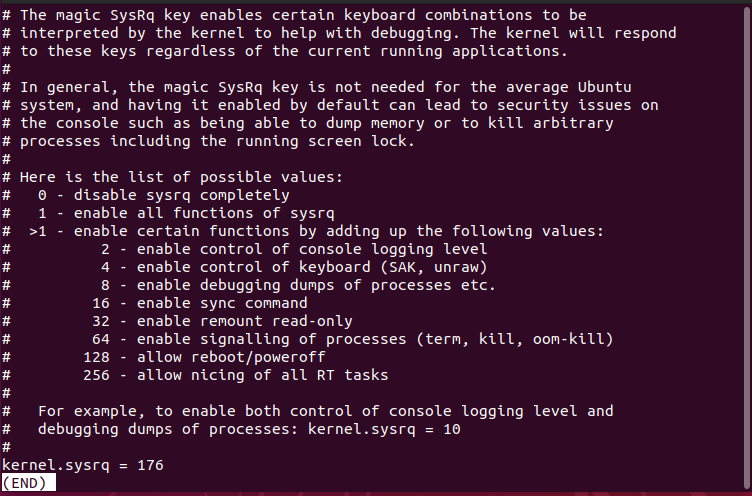 # The magic SysRq key enables certain keyboard combinations to be
# interpreted by the kernel to help with debugging. The kernel will respond
# to these keys regardless of the current running applications.
#
# In general, the magic SysRq key is not needed for the average Ubuntu
# system, and having it enabled by default can lead to security issues on
# the console such as being able to dump memory or to kill arbitrary
# processes including the running screen lock.
#
# Here is the list of possible values:
#   0 - disable sysrq completely
#   1 - enable all functions of sysrq
#  >1 - enable certain functions by adding up the following values:
#          2 - enable control of console logging level
#          4 - enable control of keyboard (SAK, unraw)
#          8 - enable debugging dumps of processes etc.
#         16 - enable sync command
#         32 - enable remount read-only
#         64 - enable signalling of processes (term, kill, oom-kill)
#        128 - allow reboot/poweroff
#        256 - allow nicing of all RT tasks
#
#   For example, to enable both control of console logging level and
#   debugging dumps of processes: kernel.sysrq = 10
#
kernel.sysrq = 176
(END)